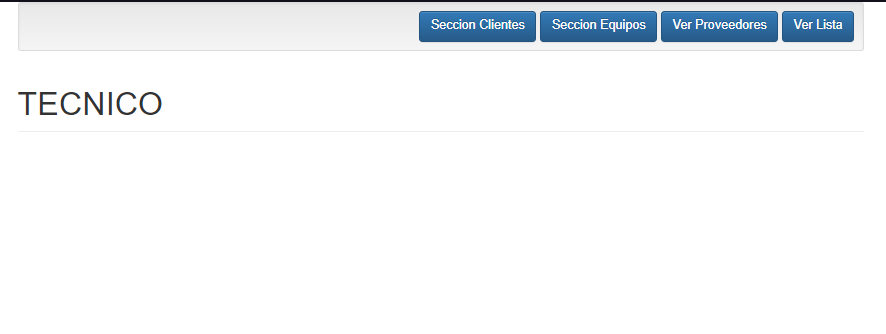 Seccion Clientes Seccion Equipos Ver Proveedores Ver Lista
TECNICO